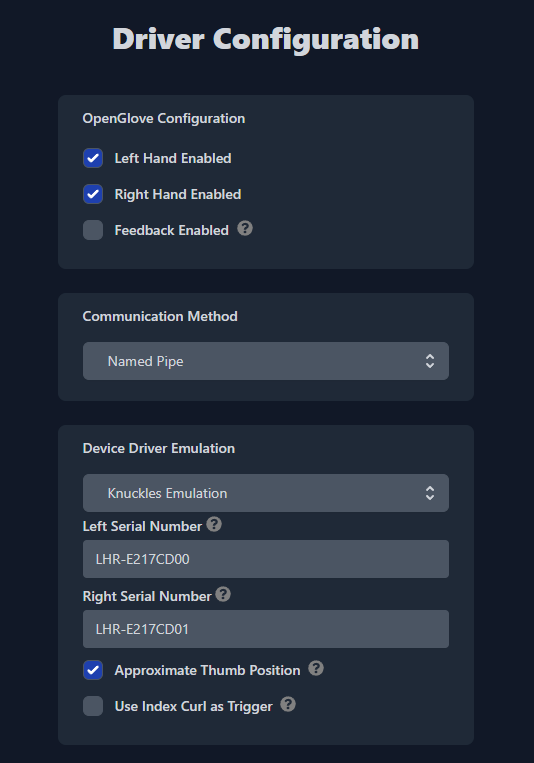 Driver Configuration
OpenGlove Configuration
Left Hand Enabled
Right Hand Enabled
Feedback Enabled ?
Communication Method
Named Pipe
Device Driver Emulation
Knuckles Emulation
Left Serial Number ?
LHR-E217CD00
Right Serial Number ?
LHR-E217CD01
Approximate Thumb Position ?
Use Index Curl as Trigger ?